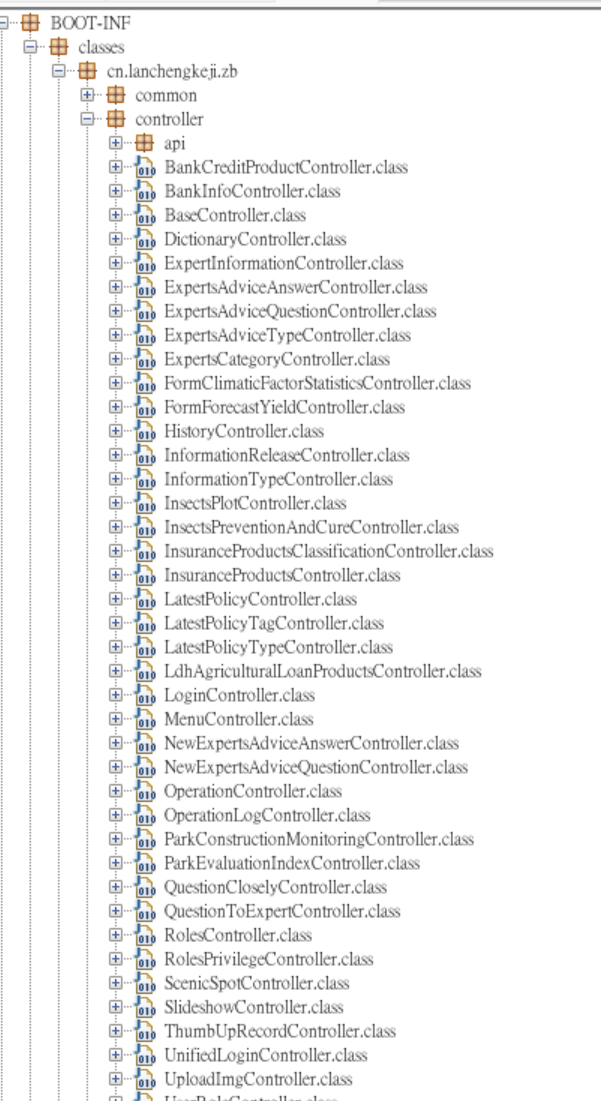 BOOT-INF
classes
cn.lanchengkeji.zb
common
controller
api
BankCreditProductController.class
BankInfoController.class
BaseController.class
DictionaryController.class
ExpertInformationController.class
ExpertsAdviceAnswerController.class
ExpertsAdviceQuestionController.class
ExpertsAdviceTypeController.class
ExpertsCategoryController.class
FormClimaticFactorStatisticsController.class
FormForecastYieldController.class
HistoryController.class
InformationReleaseController.class
InformationTypeController.class
InsectsPlotController.class
InsectsPreventionAndCureController.class
InsuranceProductsClassificationController.class
InsuranceProductsController.class
LatestPolicyController.class
LatestPolicyTagController.class
LatestPolicyTypeController.class
LdhAgriculturalLoanProductsController.class
LoginController.class
MenuController.class
NewExpertsAdviceAnswerController.class
NewExpertsAdviceQuestionController.class
OperationController.class
OperationLogController.class
ParkConstructionMonitoringController.class
ParkEvaluationIndexController.class
QuestionCloselyController.class
QuestionToExpertController.class
RolesController.class
RolesPrivilegeController.class
ScenicSpotController.class
SlideshowController.class
ThumbUpRecordController.class
UnifiedLoginController.class
UploadImgController.class